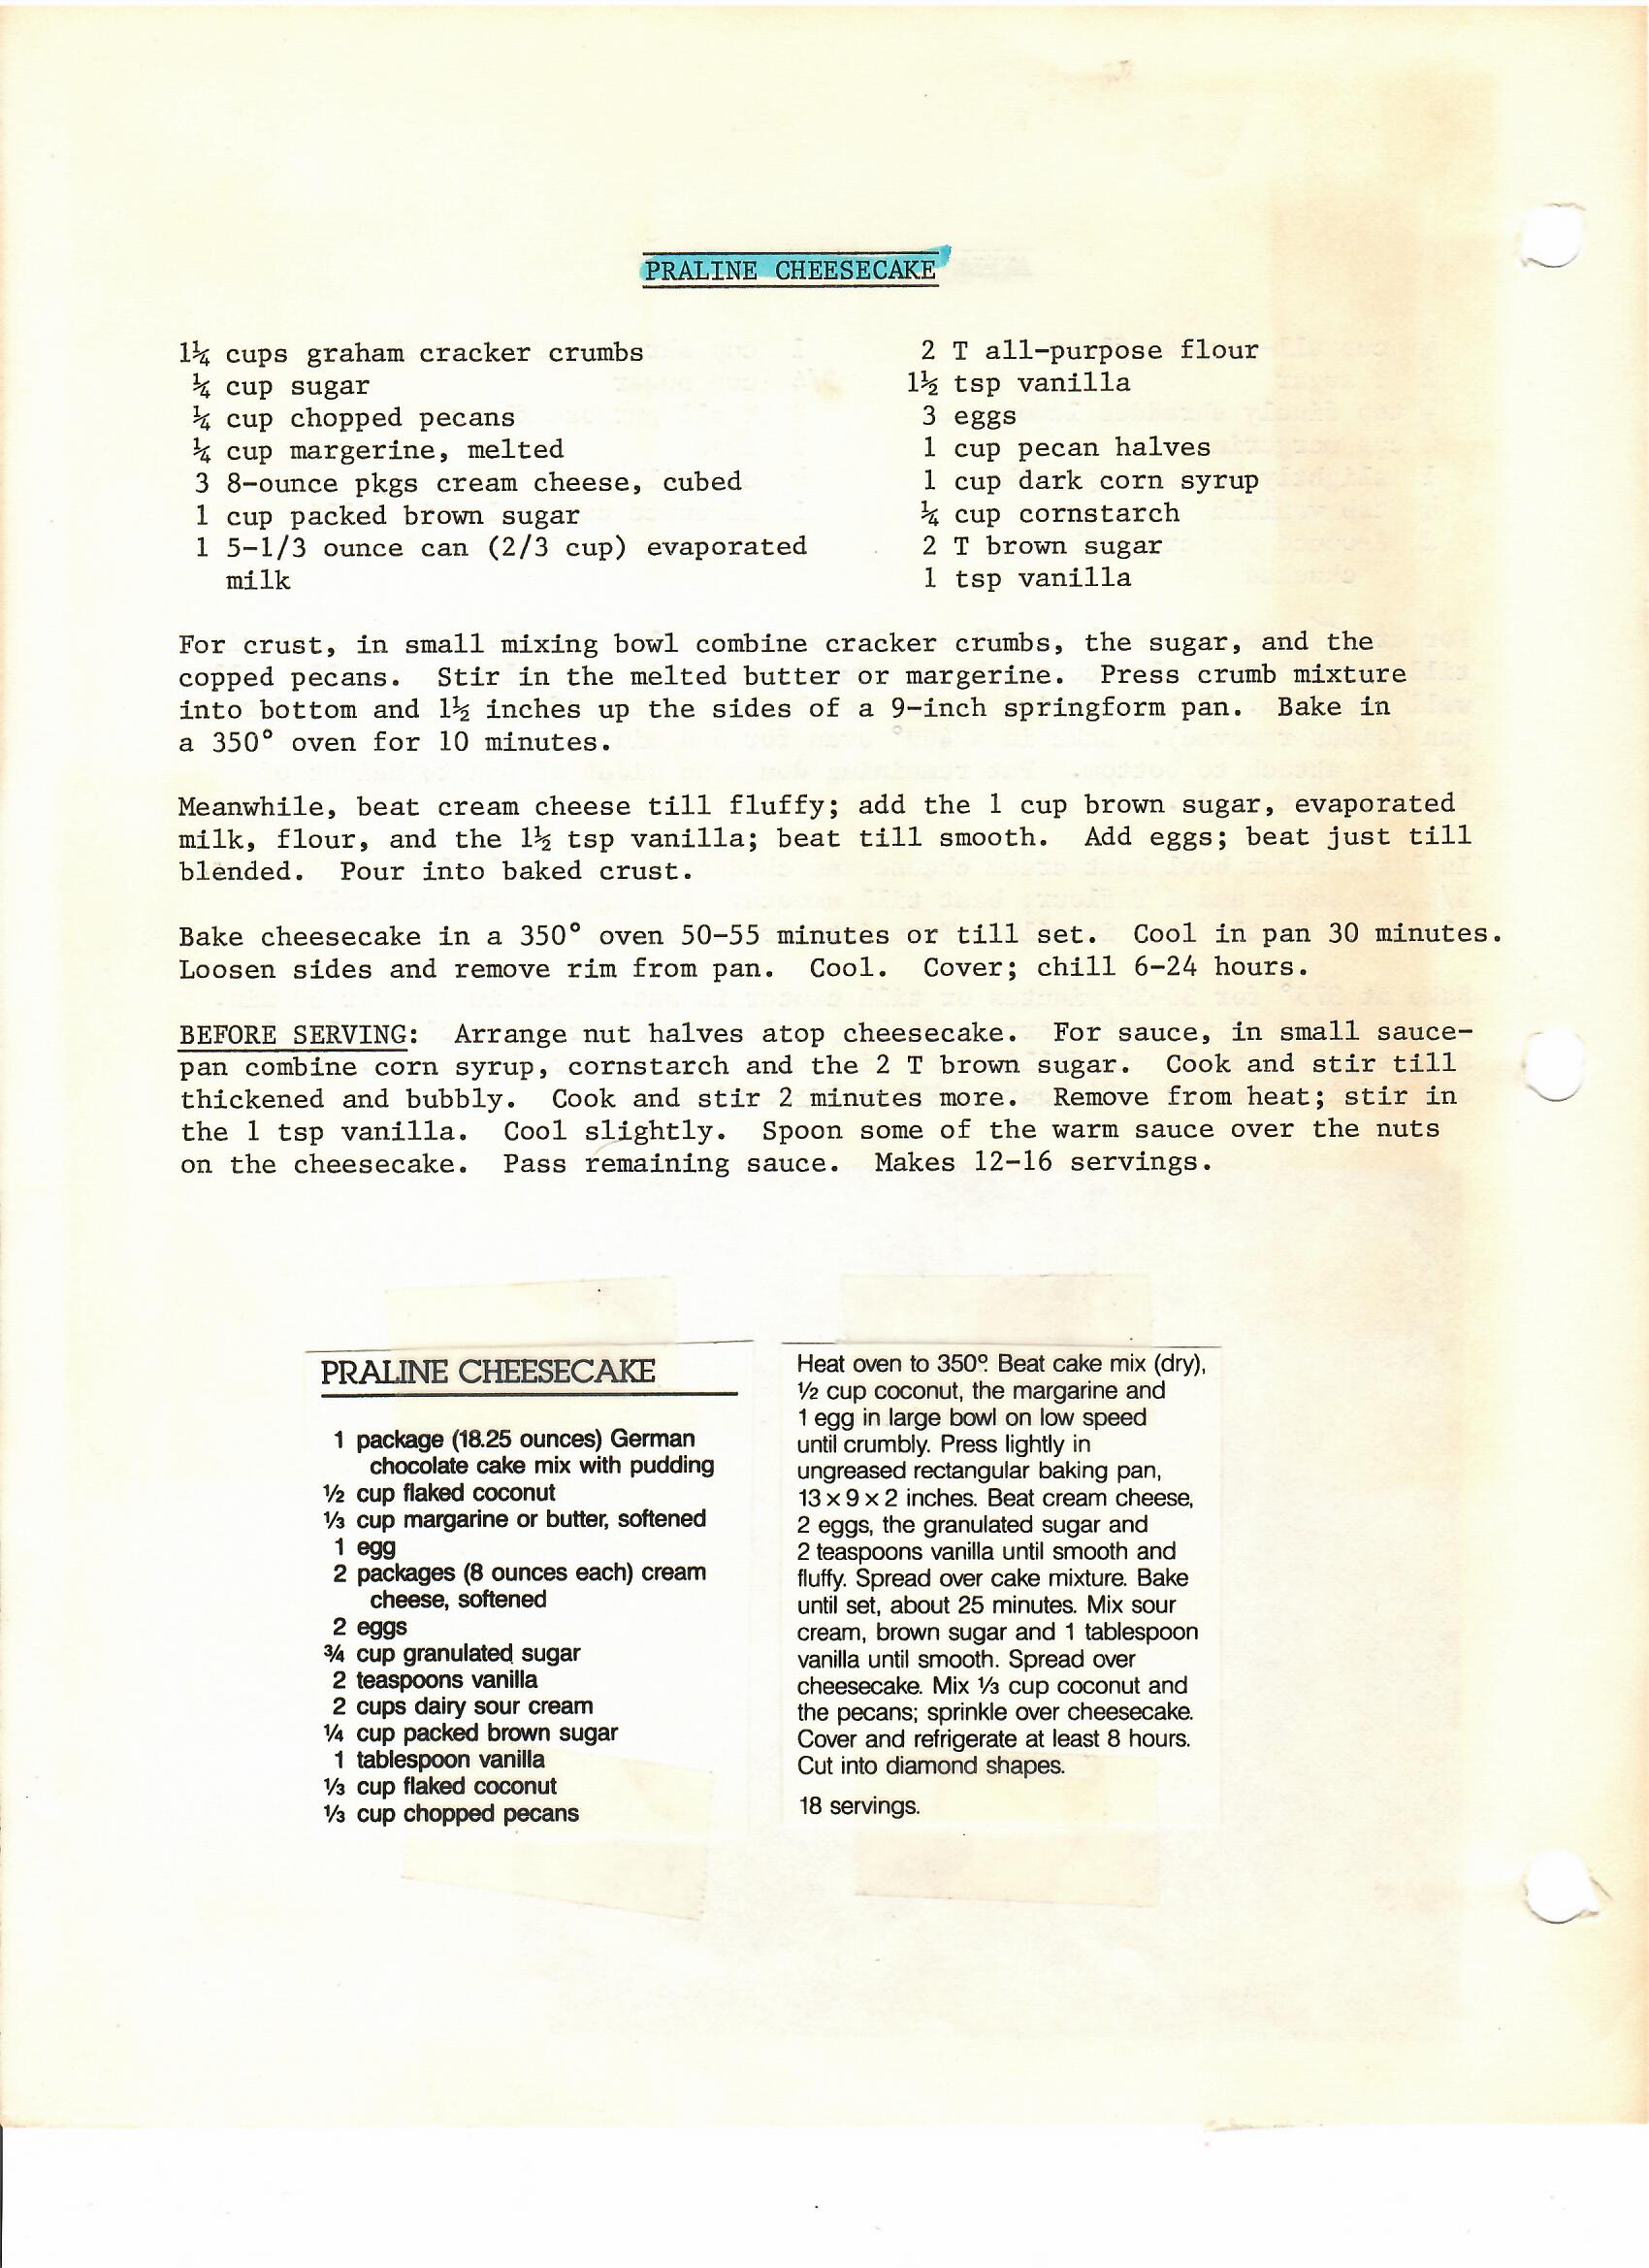 PRALINE CHEESECAKE
1¼ cups graham cracker crumbs
¼ cup sugar
¼ cup chopped pecans
¼ cup margerine, melted
3 8-ounce pkgs cream cheese, cubed
1 cup packed brown sugar
1 5-1/3 ounce can (2/3 cup) evaporated
milk
2 T all-purpose flour
1½ tsp vanilla
3 eggs
1 cup pecan halves
1 cup dark corn syrup
¼ cup cornstarch
2 T brown sugar
1 tsp vanilla
For crust, in small mixing bowl combine cracker crumbs, the sugar, and the
copped pecans. Stir in the melted butter or margerine. Press crumb mixture
into bottom and 1½ inches up the sides of a 9-inch springform pan. Bake in
a 350° oven for 10 minutes.
Meanwhile, beat cream cheese till fluffy; add the 1 cup brown sugar, evaporated
milk, flour, and the 1½ tsp vanilla; beat till smooth. Add eggs; beat just till
blended. Pour into baked crust.
Bake cheesecake in a 350° oven 50-55 minutes or till set. Cool in pan 30 minutes.
Loosen sides and remove rim from pan. Cool. Cover; chill 6-24 hours.
BEFORE SERVING: Arrange nut halves atop cheesecake. For sauce, in small sauce-
pan combine corn syrup, cornstarch and the 2 T brown sugar. Cook and stir till
thickened and bubbly. Cook and stir 2 minutes more. Remove from heat; stir in
the 1 tsp vanilla. Cool slightly. Spoon some of the warm sauce over the nuts
on the cheesecake. Pass remaining sauce. Makes 12-16 servings.
PRALINE CHEESECAKE
1 package (18.25 ounces) German
chocolate cake mix with pudding
½ cup flaked coconut
⅓ cup margarine or butter, softened
1 egg
2 packages (8 ounces each) cream
cheese, softened
2 eggs
¾ cup granulated sugar
2 teaspoons vanilla
2 cups dairy sour cream
¼ cup packed brown sugar
1 tablespoon vanilla
⅓ cup flaked coconut
⅓ cup chopped pecans
Heat oven to 350°. Beat cake mix (dry),
½ cup coconut, the margarine and
1 egg in large bowl on low speed
until crumbly. Press lightly in
ungreased rectangular baking pan,
13 x 9 x 2 inches. Beat cream cheese,
2 eggs, the granulated sugar and
2 teaspoons vanilla until smooth and
fluffy. Spread over cake mixture. Bake
until set, about 25 minutes. Mix sour
cream, brown sugar and 1 tablespoon
vanilla until smooth. Spread over
cheesecake. Mix ⅓ cup coconut and
the pecans; sprinkle over cheesecake.
Cover and refrigerate at least 8 hours.
Cut into diamond shapes.
18 servings.